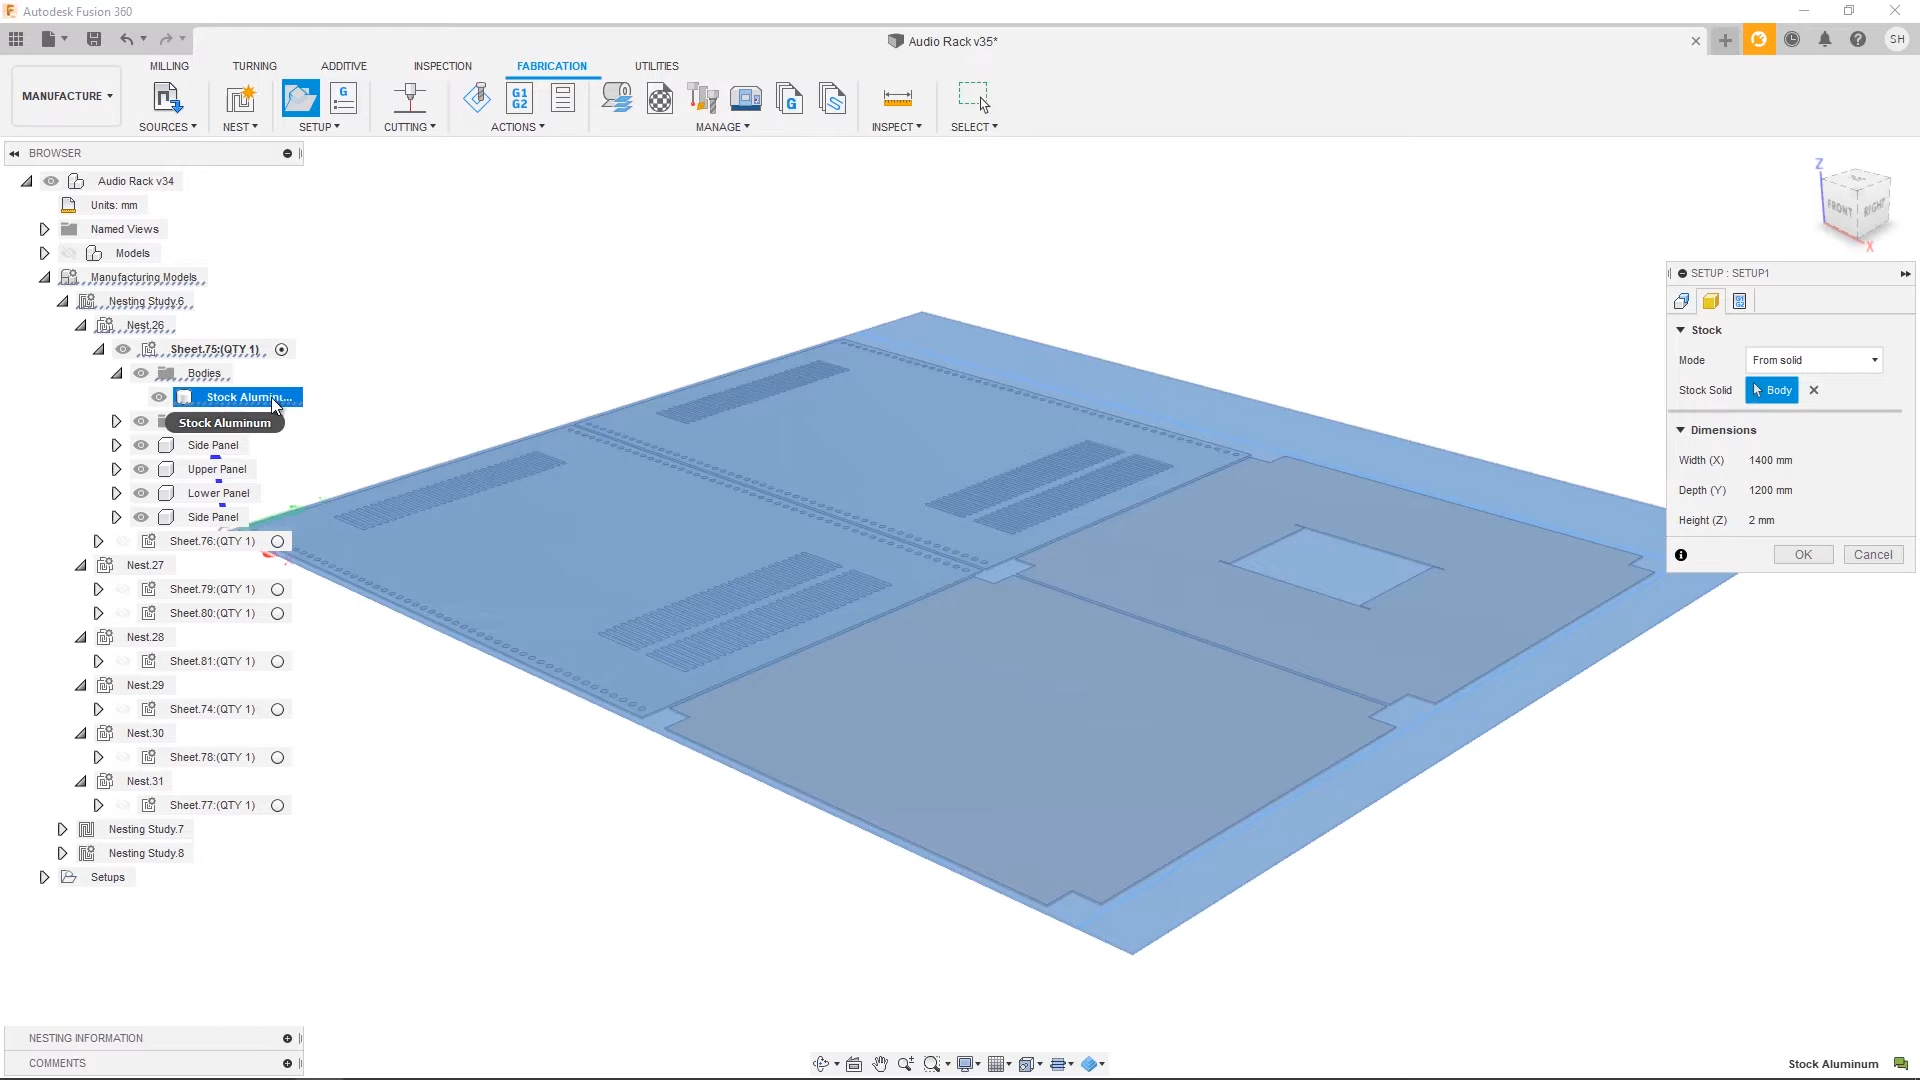 Autodesk Fusion 360
Audio Rack v35*
SH
MILLING
TURNING
ADDITIVE
INSPECTION
FABRICATION
UTILITIES
MANUFACTURE
G1
G2
G
SOURCES
NEST
SETUP
CUTTING
ACTIONS
MANAGE
INSPECT
SELECT
BROWSER
Audio Rack v34
Units: mm
Named Views
Models
Manufacturing Models
Nesting Study.6
Nest.26
Sheet.75:(QTY 1)
Bodies
Stock Aluminu...
Stock Aluminum
Side Panel
Upper Panel
Lower Panel
Side Panel
Sheet.76:(QTY 1)
Nest.27
Sheet.79:(QTY 1)
Sheet.80:(QTY 1)
Nest.28
Sheet.81:(QTY 1)
Nest.29
Sheet.74:(QTY 1)
Nest.30
Sheet.78:(QTY 1)
Nest.31
Sheet.77:(QTY 1)
Nesting Study.7
Nesting Study.8
Setups
NESTING INFORMATION
COMMENTS
Z
FRONT
RIGHT
X
SETUP : SETUP1
Stock
Mode
From solid
Stock Solid
Body
Dimensions
Width (X)
1400 mm
Depth (Y)
1200 mm
Height (Z)
2 mm
OK
Cancel
Stock Aluminum